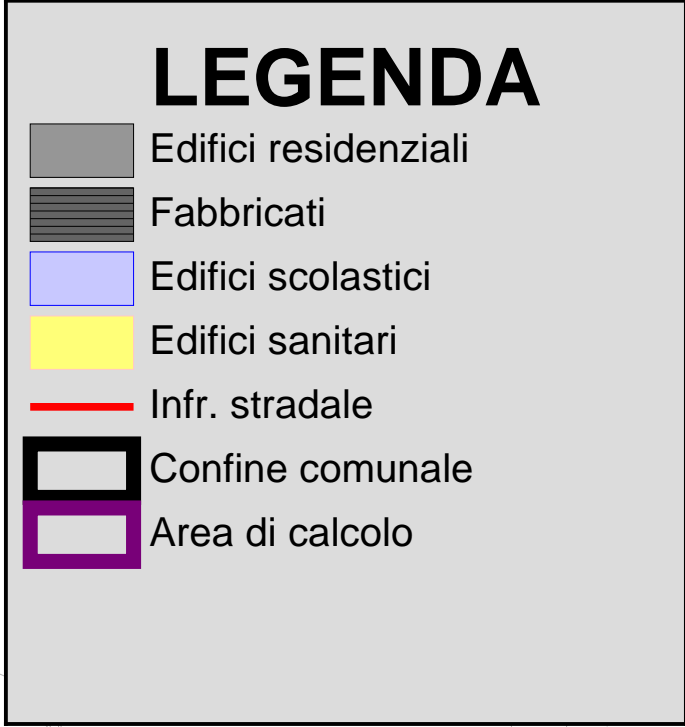 LEGENDA
Edifici residenziali
Fabbricati
Edifici scolastici
Edifici sanitari
Infr. stradale
Confine comunale
Area di calcolo